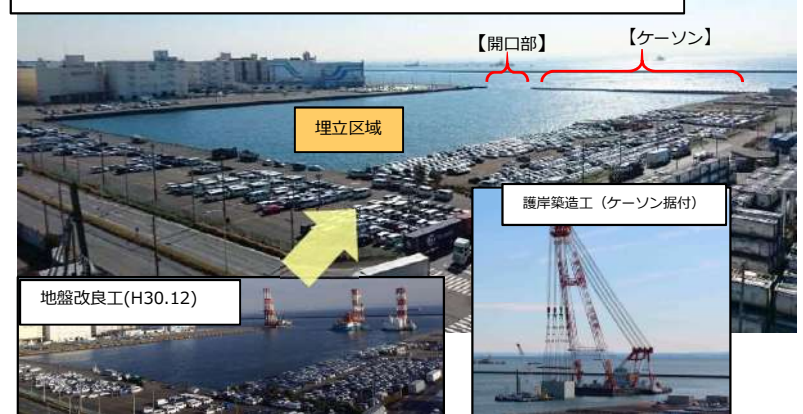 【開口部】
【ケーソン】
埋立区域
護岸築造工（ケーソン据付）
地盤改良工(H30.12)